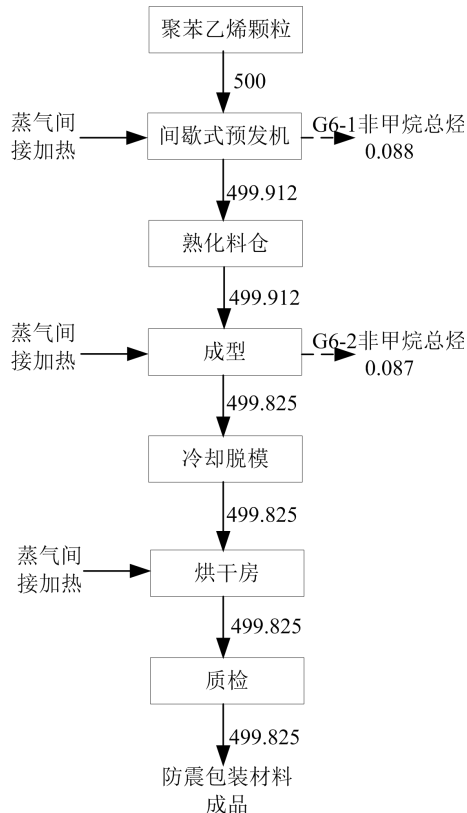 聚苯乙烯颗粒
500
蒸气间
接加热
间歇式预发机
G6-1非甲烷总烃
0.088
499.912
熟化料仓
499.912
蒸气间
接加热
成型
G6-2非甲烷总烃
0.087
499.825
冷却脱模
499.825
蒸气间
接加热
烘干房
499.825
质检
499.825
防震包装材料
成品